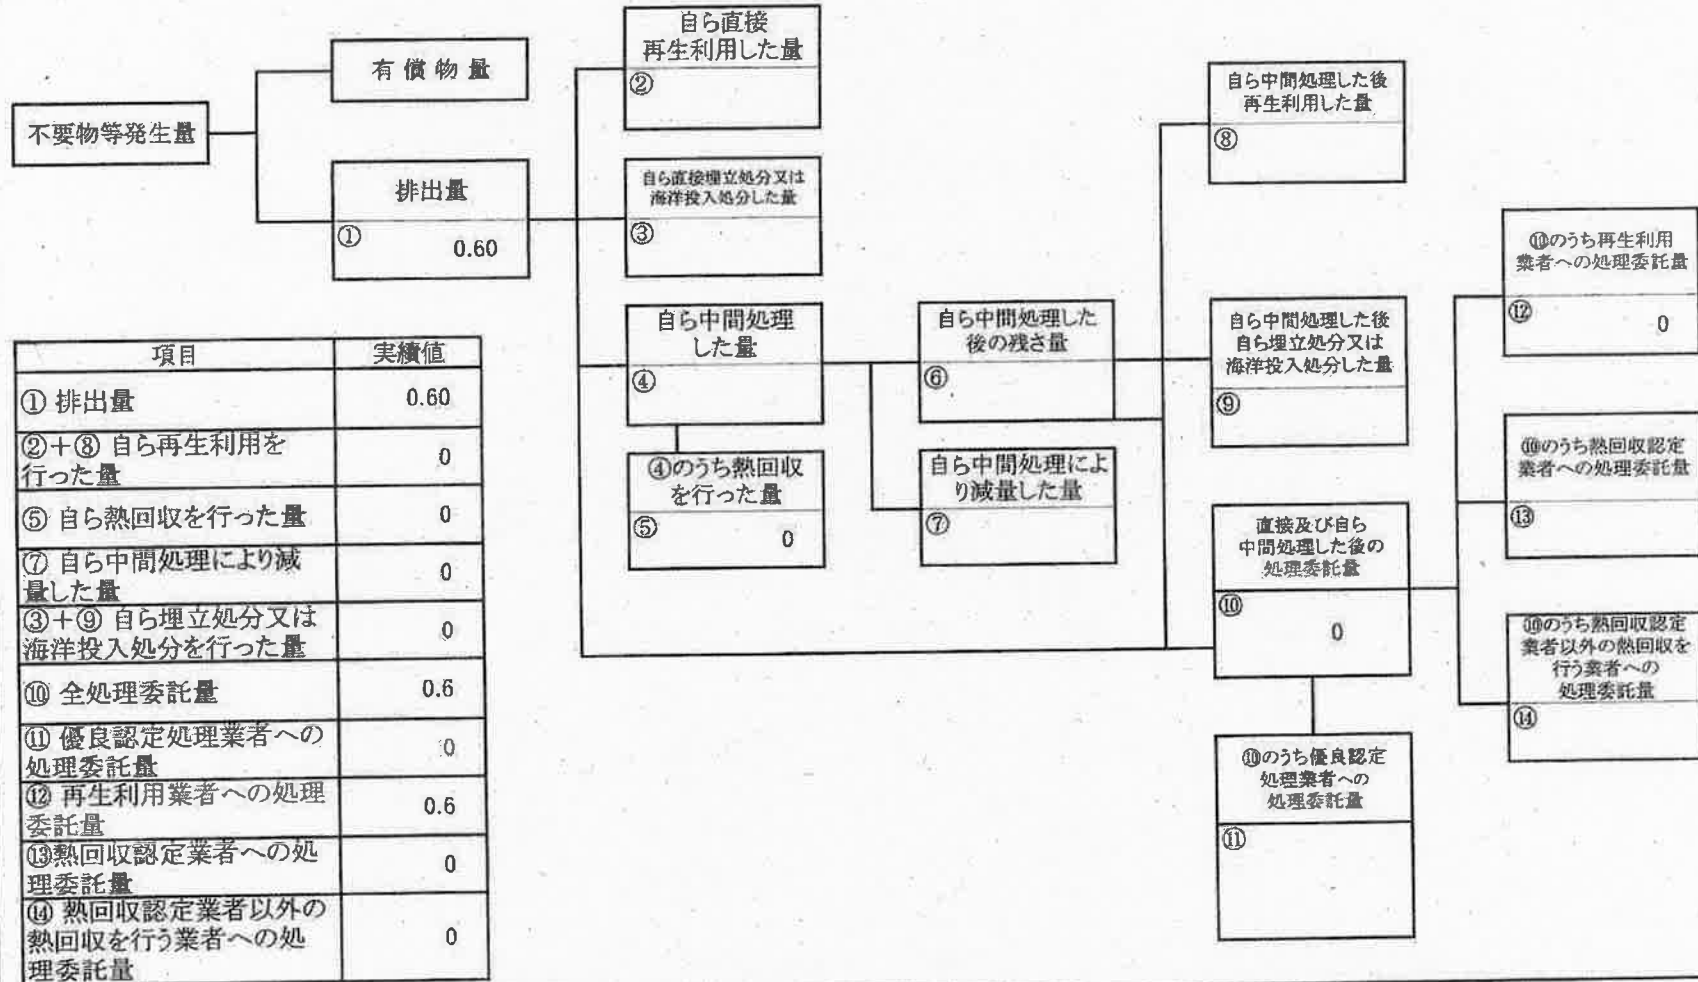 不要物等発生量
有償物量
排出量
①
0.60
自ら直接
再生利用した量
②
自ら直接埋立処分又は
海洋投入処分した量
③
自ら中間処理
した量
④
④のうち熱回収
を行った量
⑤
0
自ら中間処理した
後の残さ量
⑥
自ら中間処理によ
り減量した量
⑦
自ら中間処理した後
再生利用した量
⑧
自ら中間処理した後
自ら埋立処分又は
海洋投入処分した量
⑨
直接及び自ら
中間処理した後の
処理委託量
⑩
0
⑩のうち優良認定
処理業者への
処理委託量
⑪
⑩のうち再生利用
業者への処理委託量
⑫
0
⑩のうち熱回収認定
業者への処理委託量
⑬
⑩のうち熱回収認定
業者以外の熱回収を
行う業者への
処理委託量
⑭
項目 実績値
① 排出量 0.60
②+⑧ 自ら再生利用を
行った量 0
⑤ 自ら熱回収を行った量 0
⑦ 自ら中間処理により減
量した量 0
③+⑨ 自ら埋立処分又は
海洋投入処分を行った量 0
⑩ 全処理委託量 0.6
⑪ 優良認定処理業者への
処理委託量 0
⑫ 再生利用業者への処理
委託量 0.6
⑬熱回収認定業者への処
理委託量 0
⑭ 熱回収認定業者以外の
熱回収を行う業者への処
理委託量 0